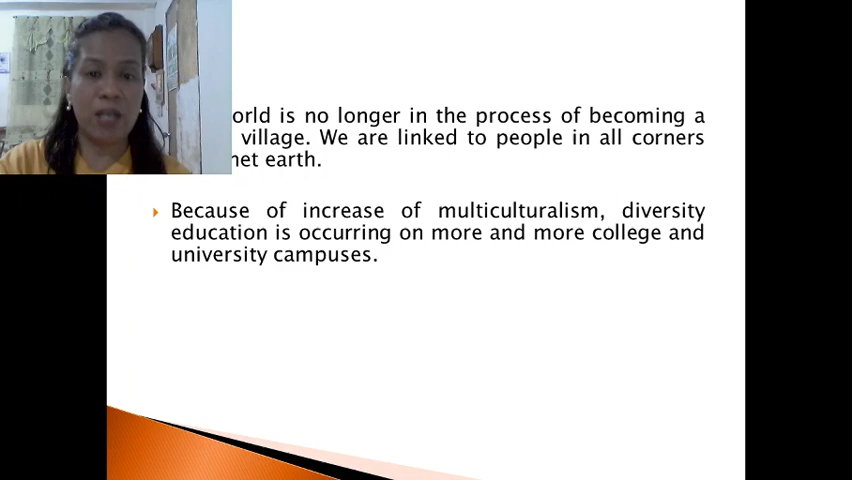 orld is no longer in the process of becoming a
village. We are linked to people in all corners
net earth.
Because of increase of multiculturalism, diversity
education is occurring on more and more college and
university campuses.